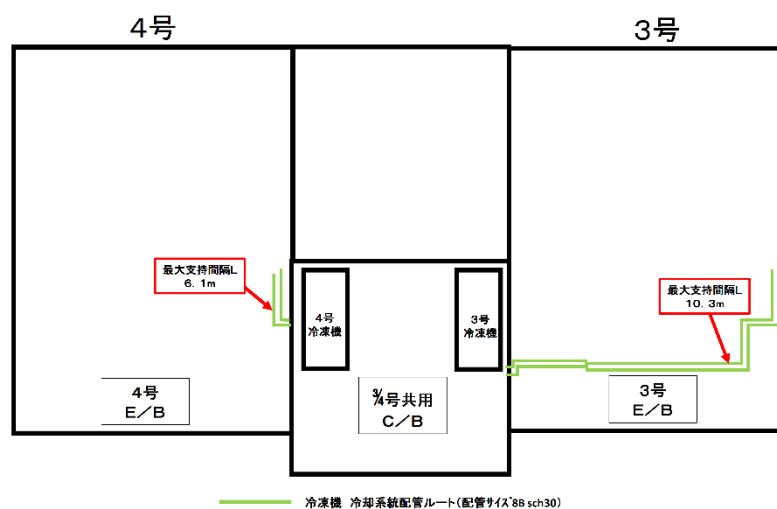 4号
3号
最大支持間隔L
6.1m
最大支持間隔L
10.3m
4号
冷凍機
3号
冷凍機
4号
E/B
3/4号共用
C/B
3号
E/B
冷凍機 冷却系統配管ルート(配管サイズ8B sch30)